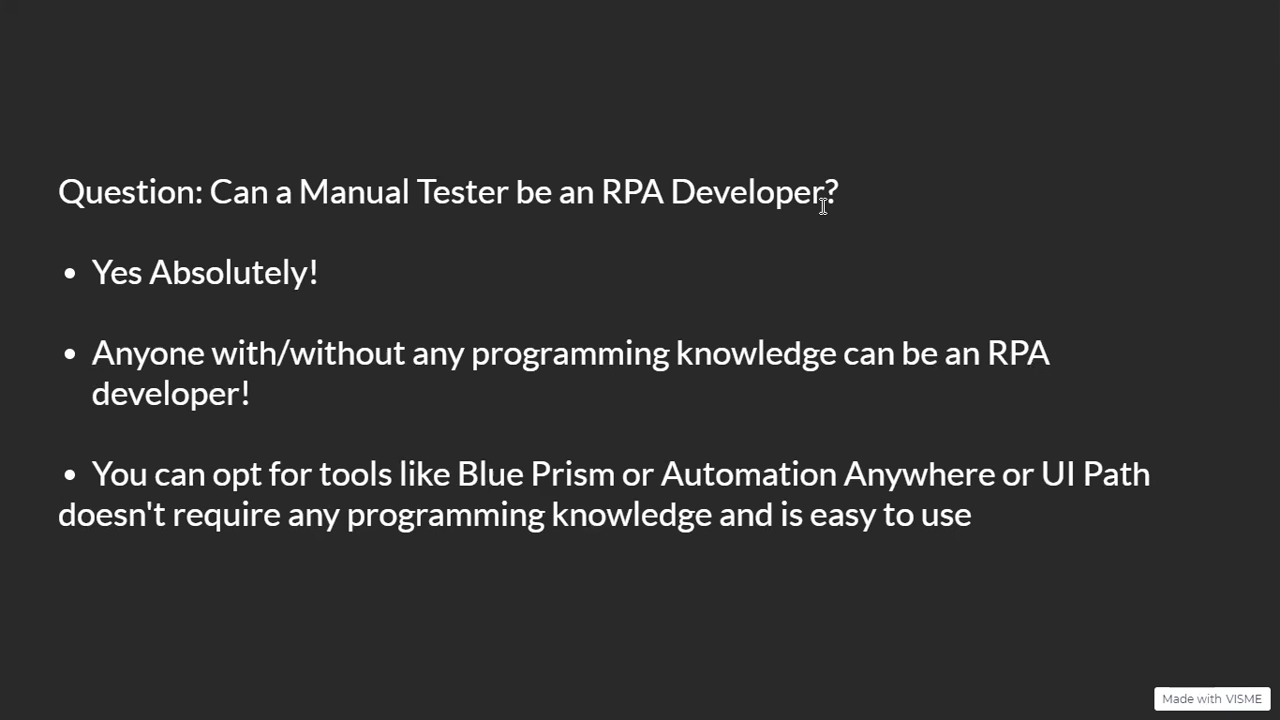 Question: Can a Manual Tester be an RPA Developer?
• Yes Absolutely!
• Anyone with/without any programming knowledge can be an RPA
developer!
• You can opt for tools like Blue Prism or Automation Anywhere or UI Path
doesn't require any programming knowledge and is easy to use
Made with VISME